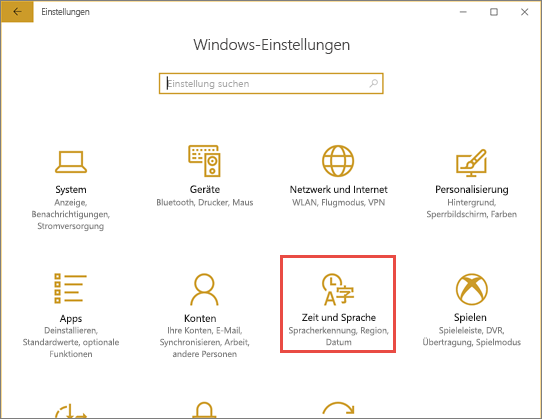 Einstellungen
Windows-Einstellungen
Einstellung suchen
System
Anzeige,
Benachrichtigungen,
Stromversorgung
Geräte
Bluetooth, Drucker, Maus
Netzwerk und Internet
WLAN, Flugmodus, VPN
Personalisierung
Hintergrund,
Sperrbildschirm, Farben
Apps
Deinstallieren,
Standardwerte, optionale
Funktionen
Konten
Ihre Konten, E-Mail,
Synchronisieren, Arbeit,
andere Personen
A字
Zeit und Sprache
Spracherkennung, Region,
Datum
Spielen
Spieleleiste, DVR,
Übertragung, Spielmodus